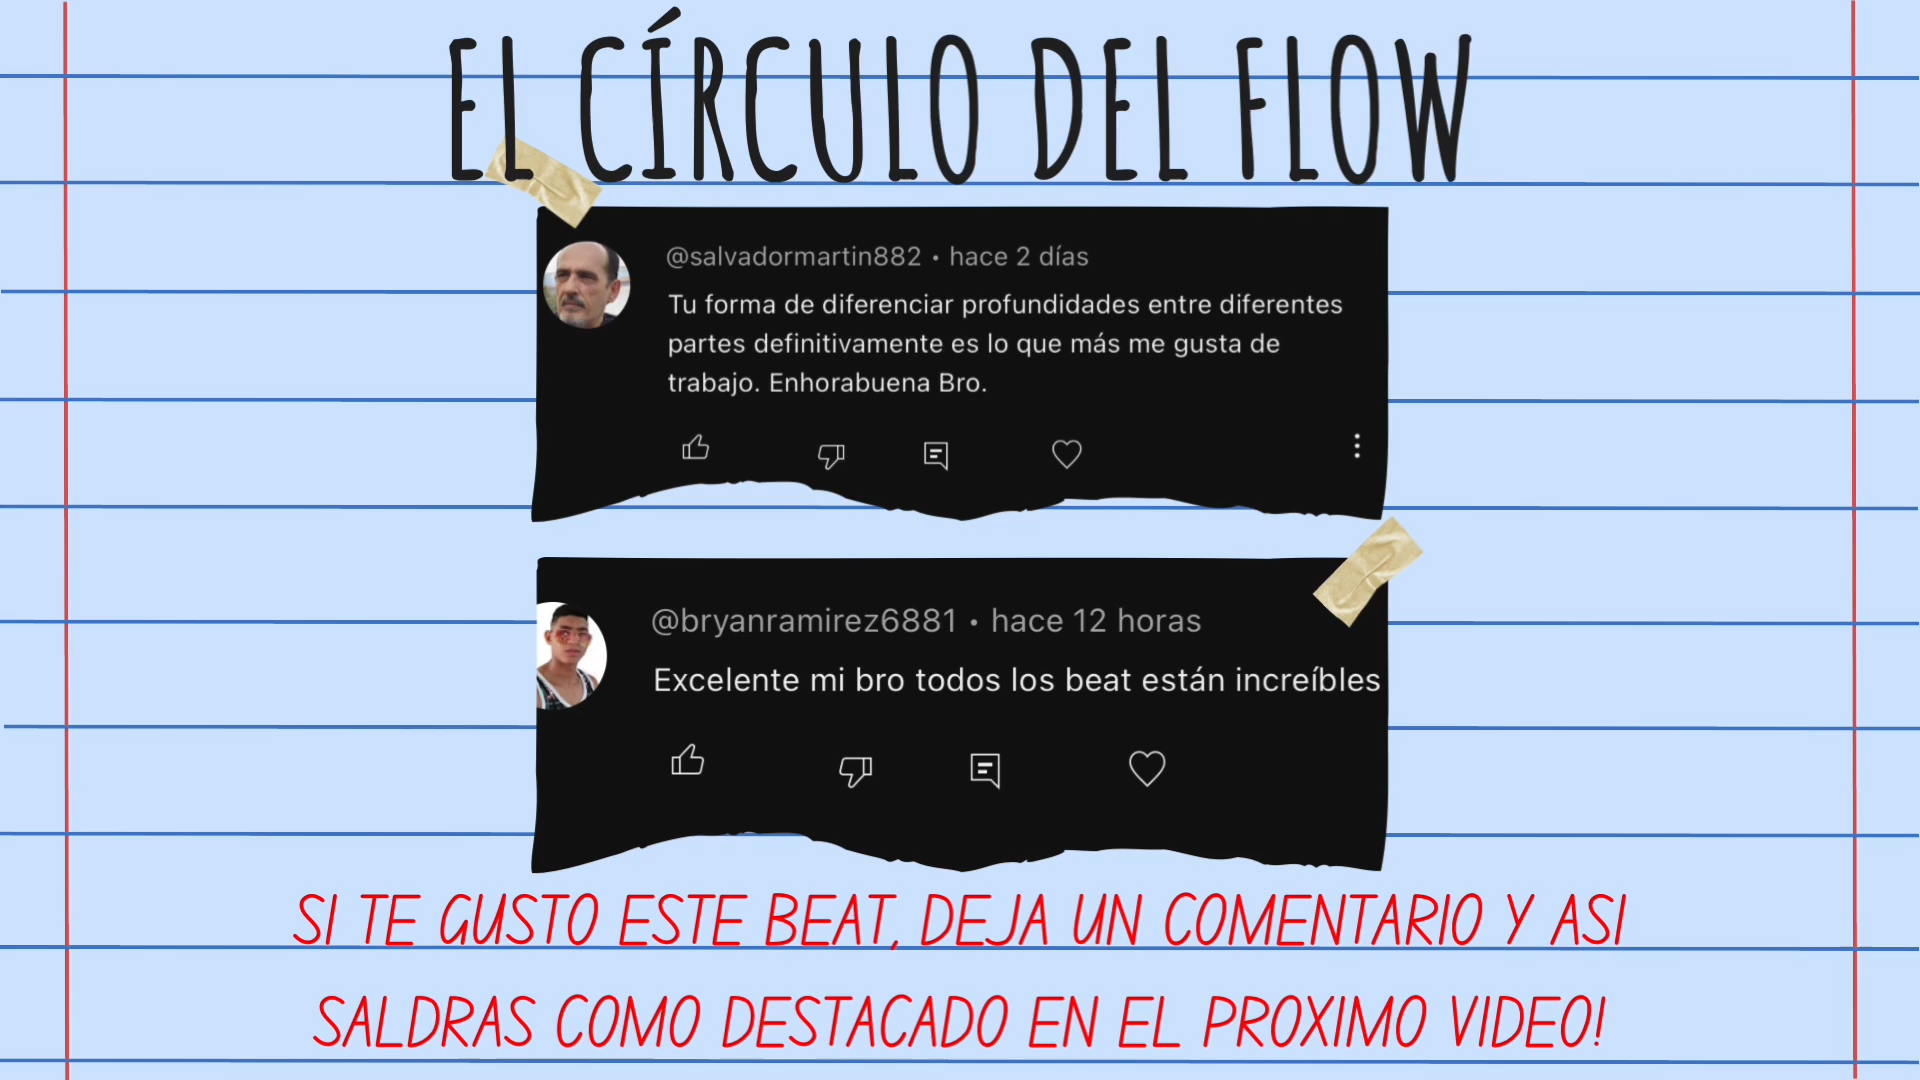 EL CÍRCULO DEL FLOW
@salvadormartin882 • hace 2 días
Tu forma de diferenciar profundidades entre diferentes
partes definitivamente es lo que más me gusta de
trabajo. Enhorabuena Bro.
@bryanramirez6881 • hace 12 horas
Excelente mi bro todos los beat están increíbles
SI TE GUSTO ESTE BEAT, DEJA UN COMENTARIO Y ASI
SALDRAS COMO DESTACADO EN EL PROXIMO VIDEO!